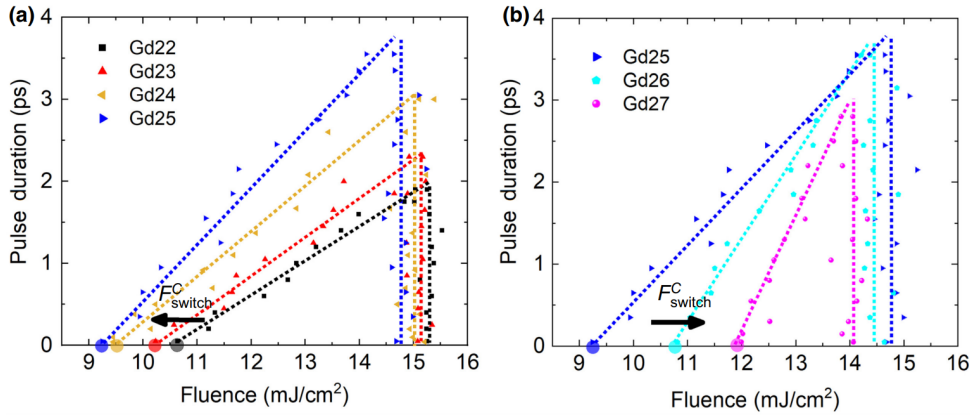 (a)
Pulse duration (ps)
4
3
2
1
0
Gd22
Gd23
Gd24
Gd25
F^C_switch
9 10 11 12 13 14 15 16
Fluence (mJ/cm²)
(b)
Pulse duration (ps)
4
3
2
1
0
Gd25
Gd26
Gd27
F^C_switch
9 10 11 12 13 14 15 16
Fluence (mJ/cm²)